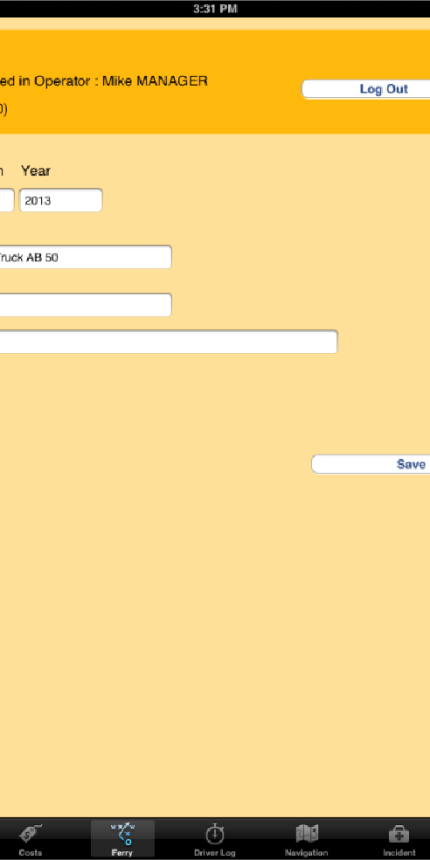 3:31 PM
ed in Operator : Mike MANAGER
Log Out
0)
Year
2013
ruck AB 50
Save
Costs
Ferry
Driver Log
Navigation
Incident